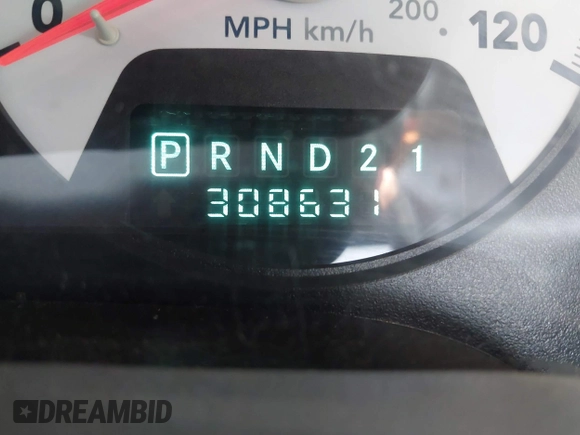 0 MPH km/h 200 120
P R N D 2 1
308631
DREAMBID